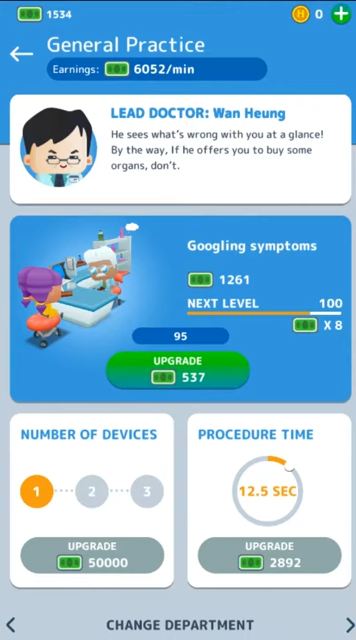 1534
0
General Practice
Earnings: 6052/min
LEAD DOCTOR: Wan Heung
He sees what's wrong with you at a glance!
By the way, If he offers you to buy some
organs, don't.
Googling symptoms
1261
NEXT LEVEL 100
X 8
95
UPGRADE
537
NUMBER OF DEVICES
1 2 3
UPGRADE
50000
PROCEDURE TIME
12.5 SEC
UPGRADE
2892
CHANGE DEPARTMENT